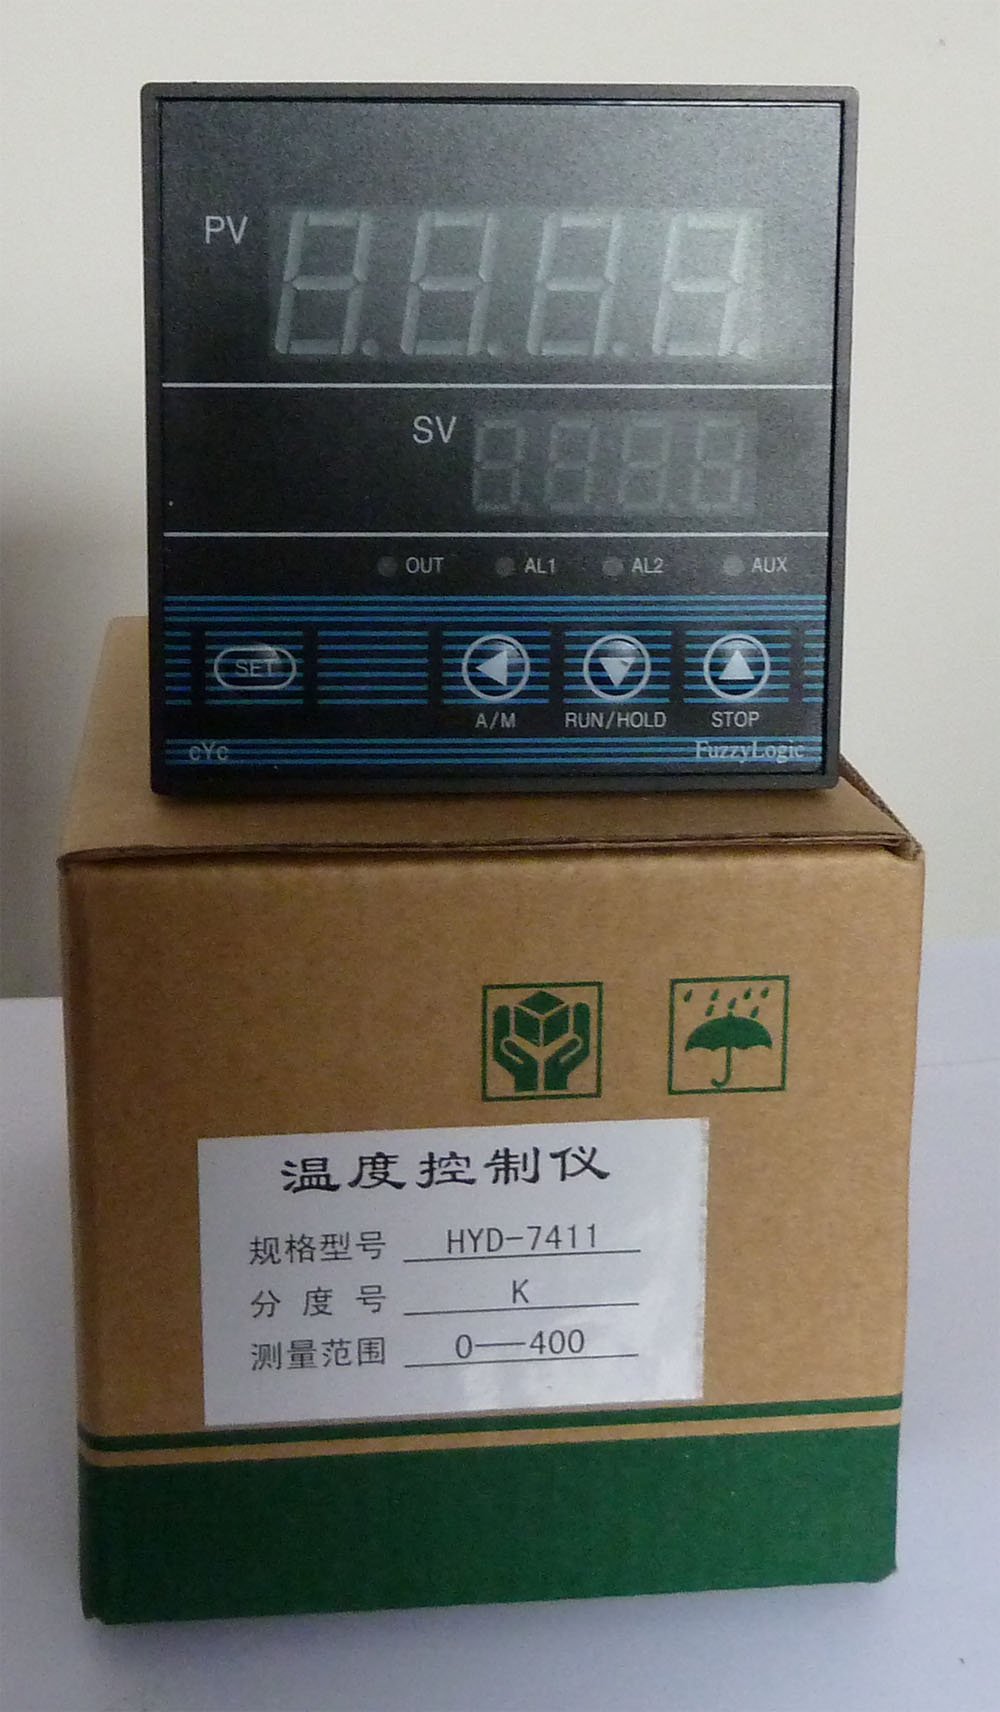 PV
SV
OUT AL1 AL2 AUX
SET
A/M RUN/HOLD STOP
cYc FuzzyLogic
温度控制仪
规格型号 HYD-7411
分度号 K
测量范围 0—400